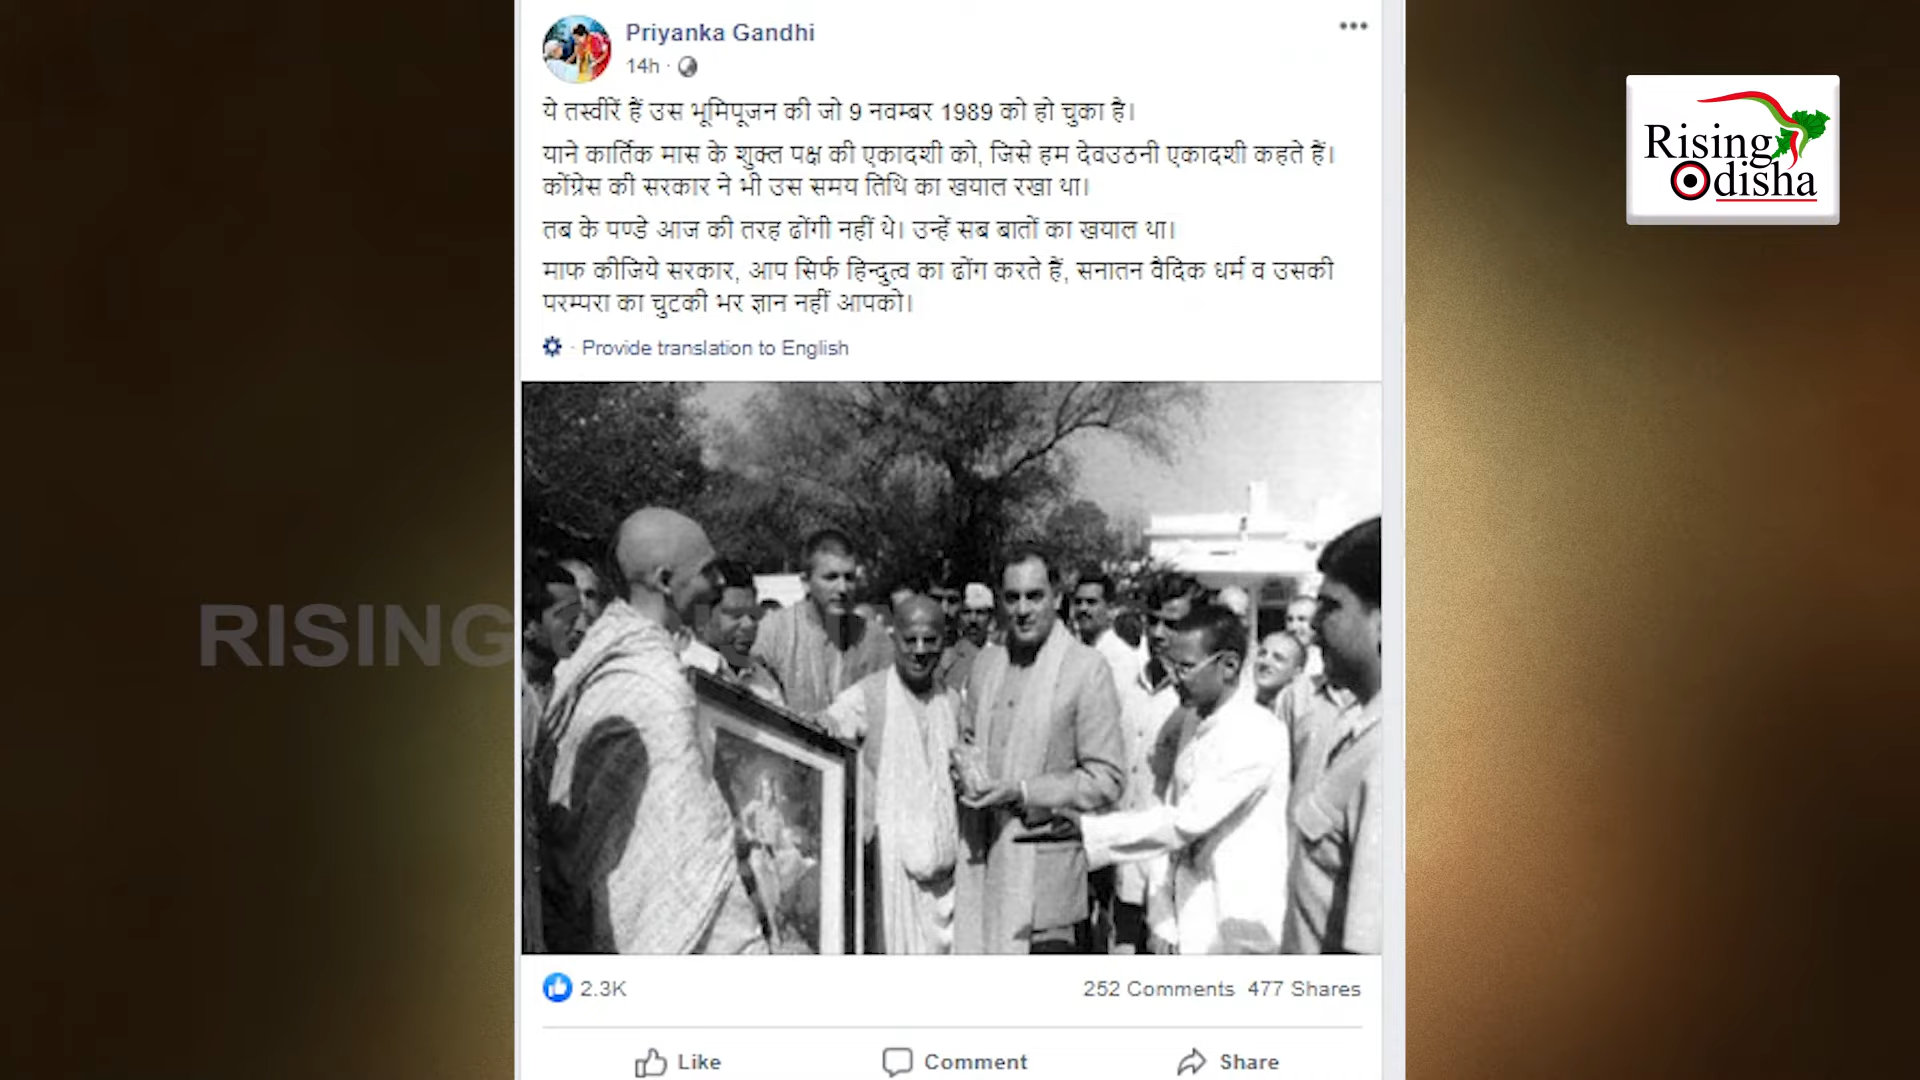 Priyanka Gandhi
14h ·
ये तस्वीरें हैं उस भूमिपूजन की जो 9 नवम्बर 1989 को हो चुका है।
याने कार्तिक मास के शुक्ल पक्ष की एकादशी को, जिसे हम देवउठनी एकादशी कहते हैं।
कोंग्रेस की सरकार ने भी उस समय तिथि का खयाल रखा था।
तब के पण्डे आज की तरह ढोंगी नहीं थे। उन्हें सब बातों का खयाल था।
माफ कीजिये सरकार, आप सिर्फ हिन्दुत्व का ढोंग करते हैं, सनातन वैदिक धर्म व उसकी
परम्परा का चुटकी भर ज्ञान नहीं आपको।
· Provide translation to English
2.3K
252 Comments 477 Shares
Like Comment Share
Rising
Odisha
RISING